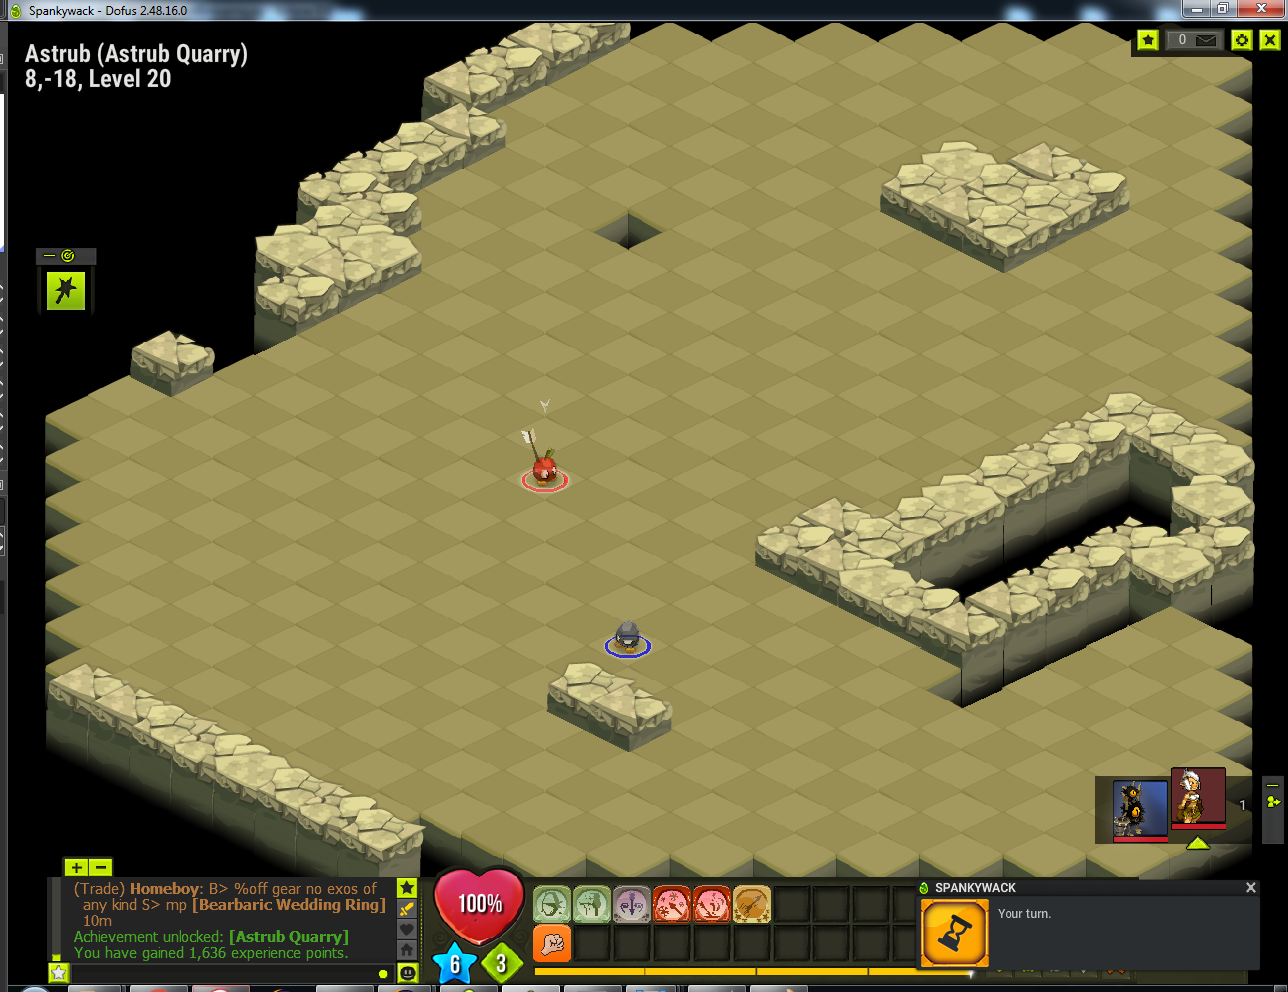 Spankywack - Dofus 2.48.16.0
Astrub (Astrub Quarry)
8,-18, Level 20
0
1
(Trade) Homeboy: B> %off gear no exos of
any kind S> mp [Bearbaric Wedding Ring]
10m
Achievement unlocked: [Astrub Quarry]
You have gained 1,636 experience points.
100%
6
3
SPANKYWACK
Your turn.